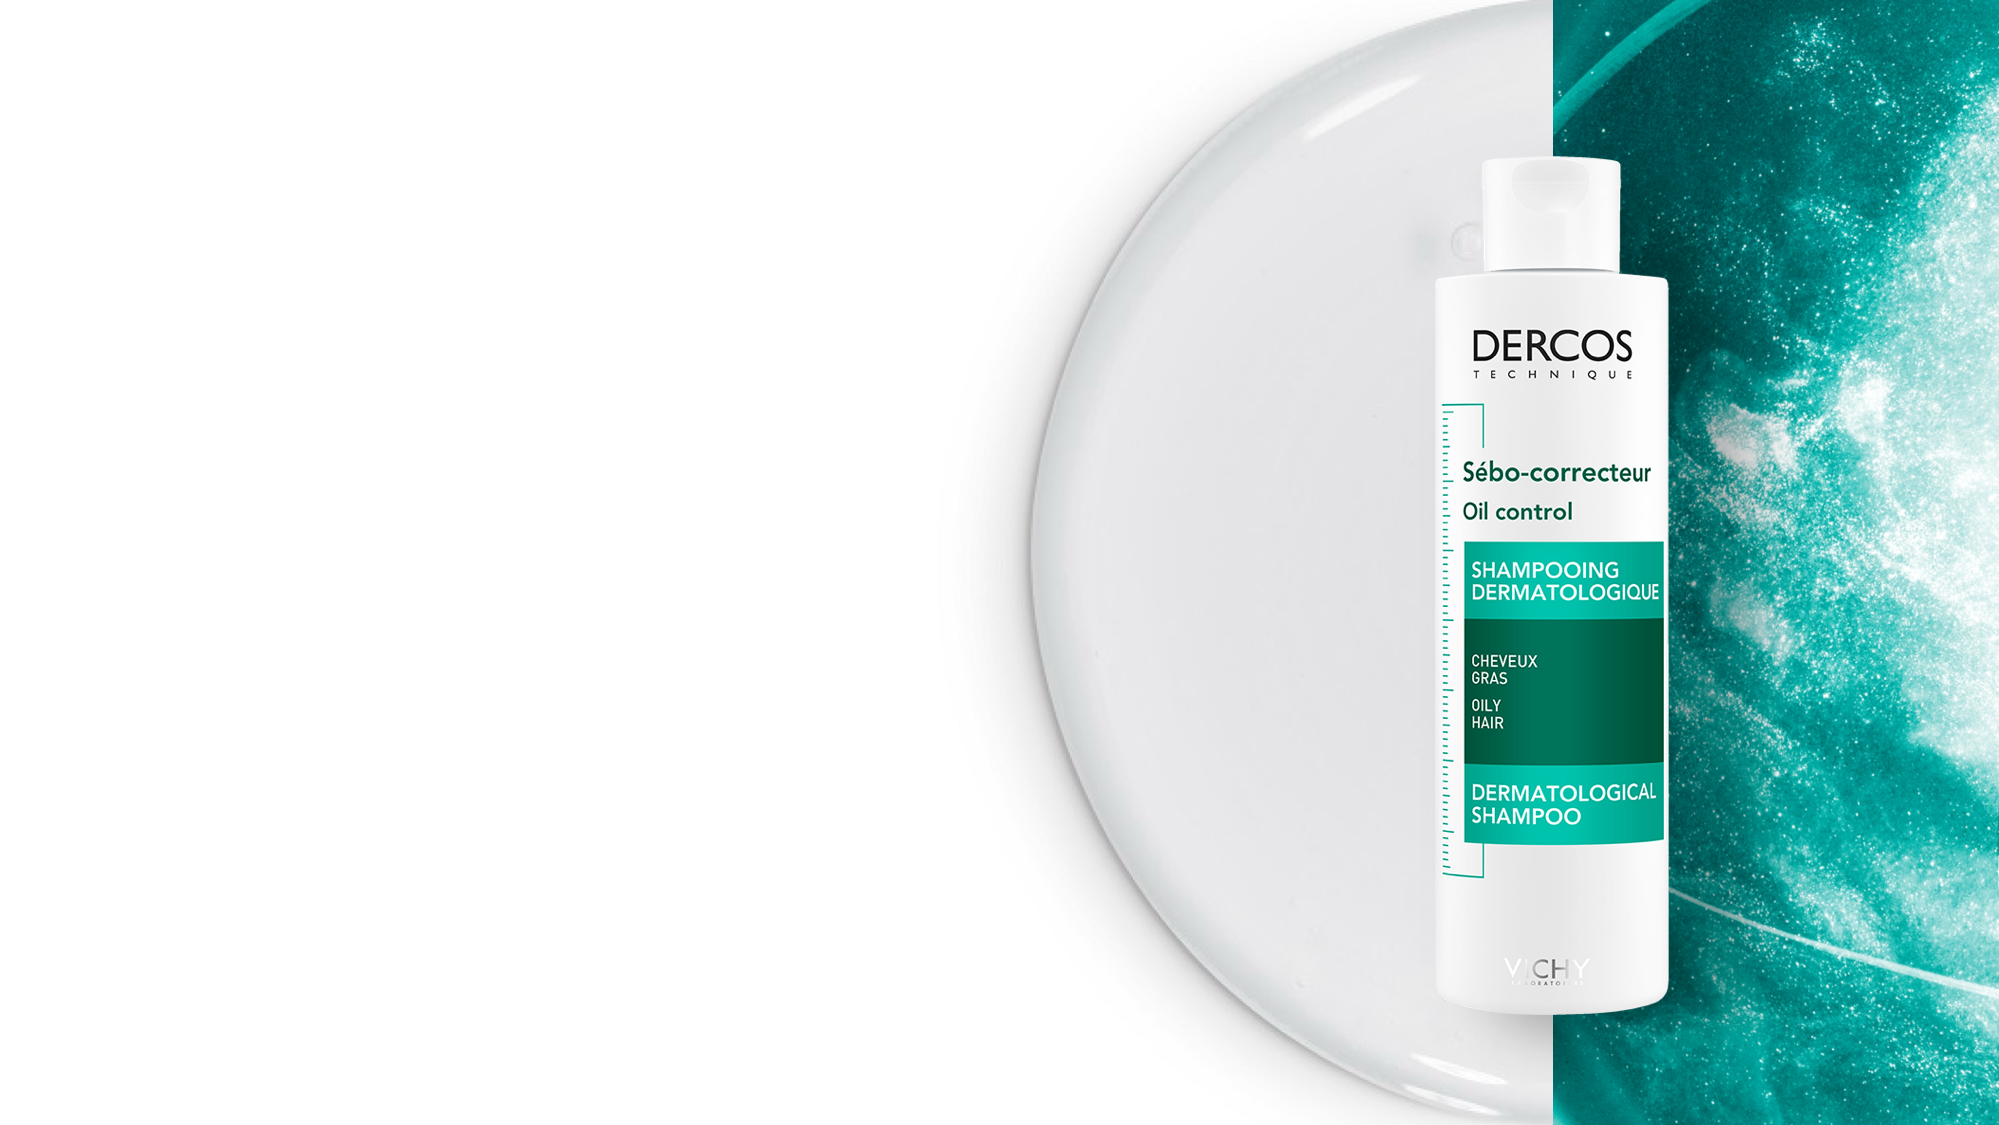 DERCOS
TECHNIQUE
Sébo-correcteur
Oil control
SHAMPOOING
DERMATOLOGIQUE
CHEVEUX
GRAS
OILY
HAIR
DERMATOLOGICAL
SHAMPOO
VICHY